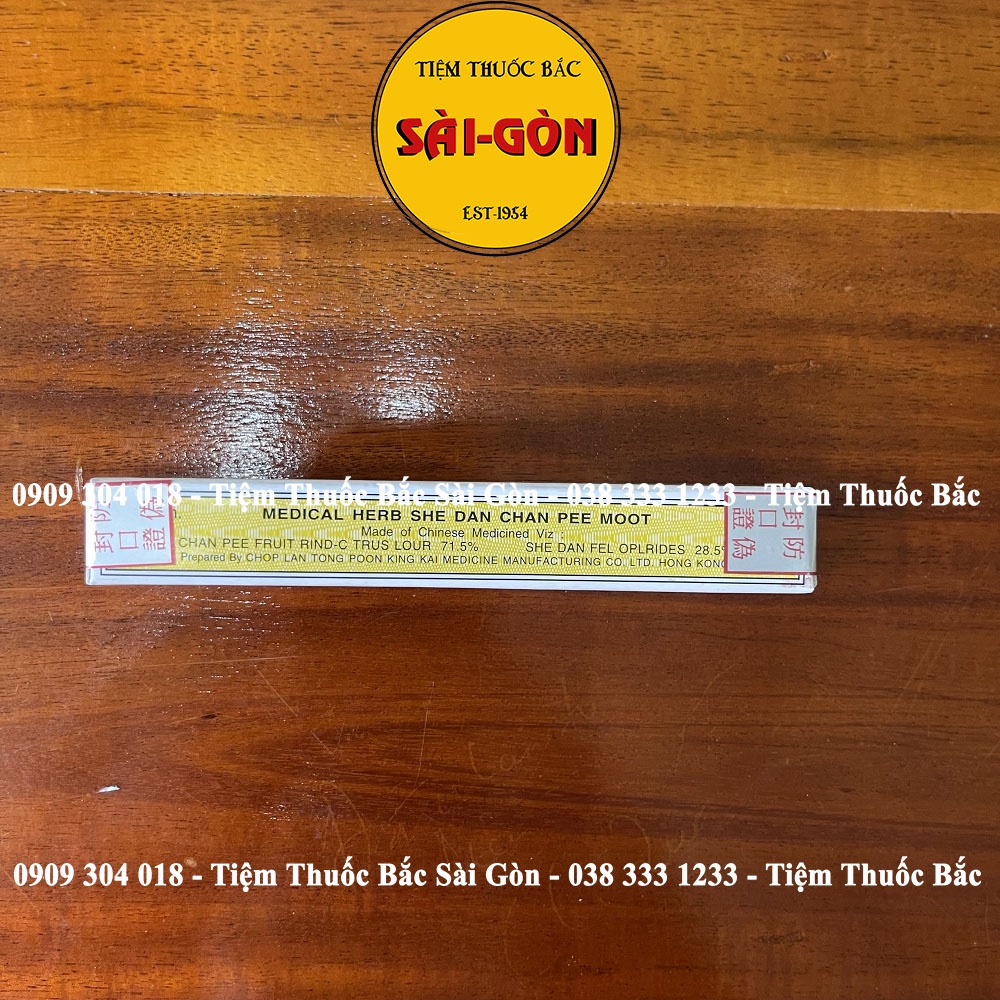 TIỆM THUỐC BẮC
SÀI-GÒN
EST-1954
0909 304 018 - Tiệm Thuốc Bắc Sài Gòn - 038 333 1233 - Tiệm Thuốc Bắc
MEDICAL HERB SHE DAN CHAN PEE MOOT
Made of Chinese Medicined Viz :
CHAN PEE FRUIT RIND-C TRUS LOUR 71.5% SHE DAN FEL OPLRIDES 28.5%
Prepared By CHOP LAN TONG POON KING KAI MEDICINE MANUFACTURING CO. LTD. HONG KONG
防偽
封口證
防偽
封口證
0909 304 018 - Tiệm Thuốc Bắc Sài Gòn - 038 333 1233 - Tiệm Thuốc Bắc